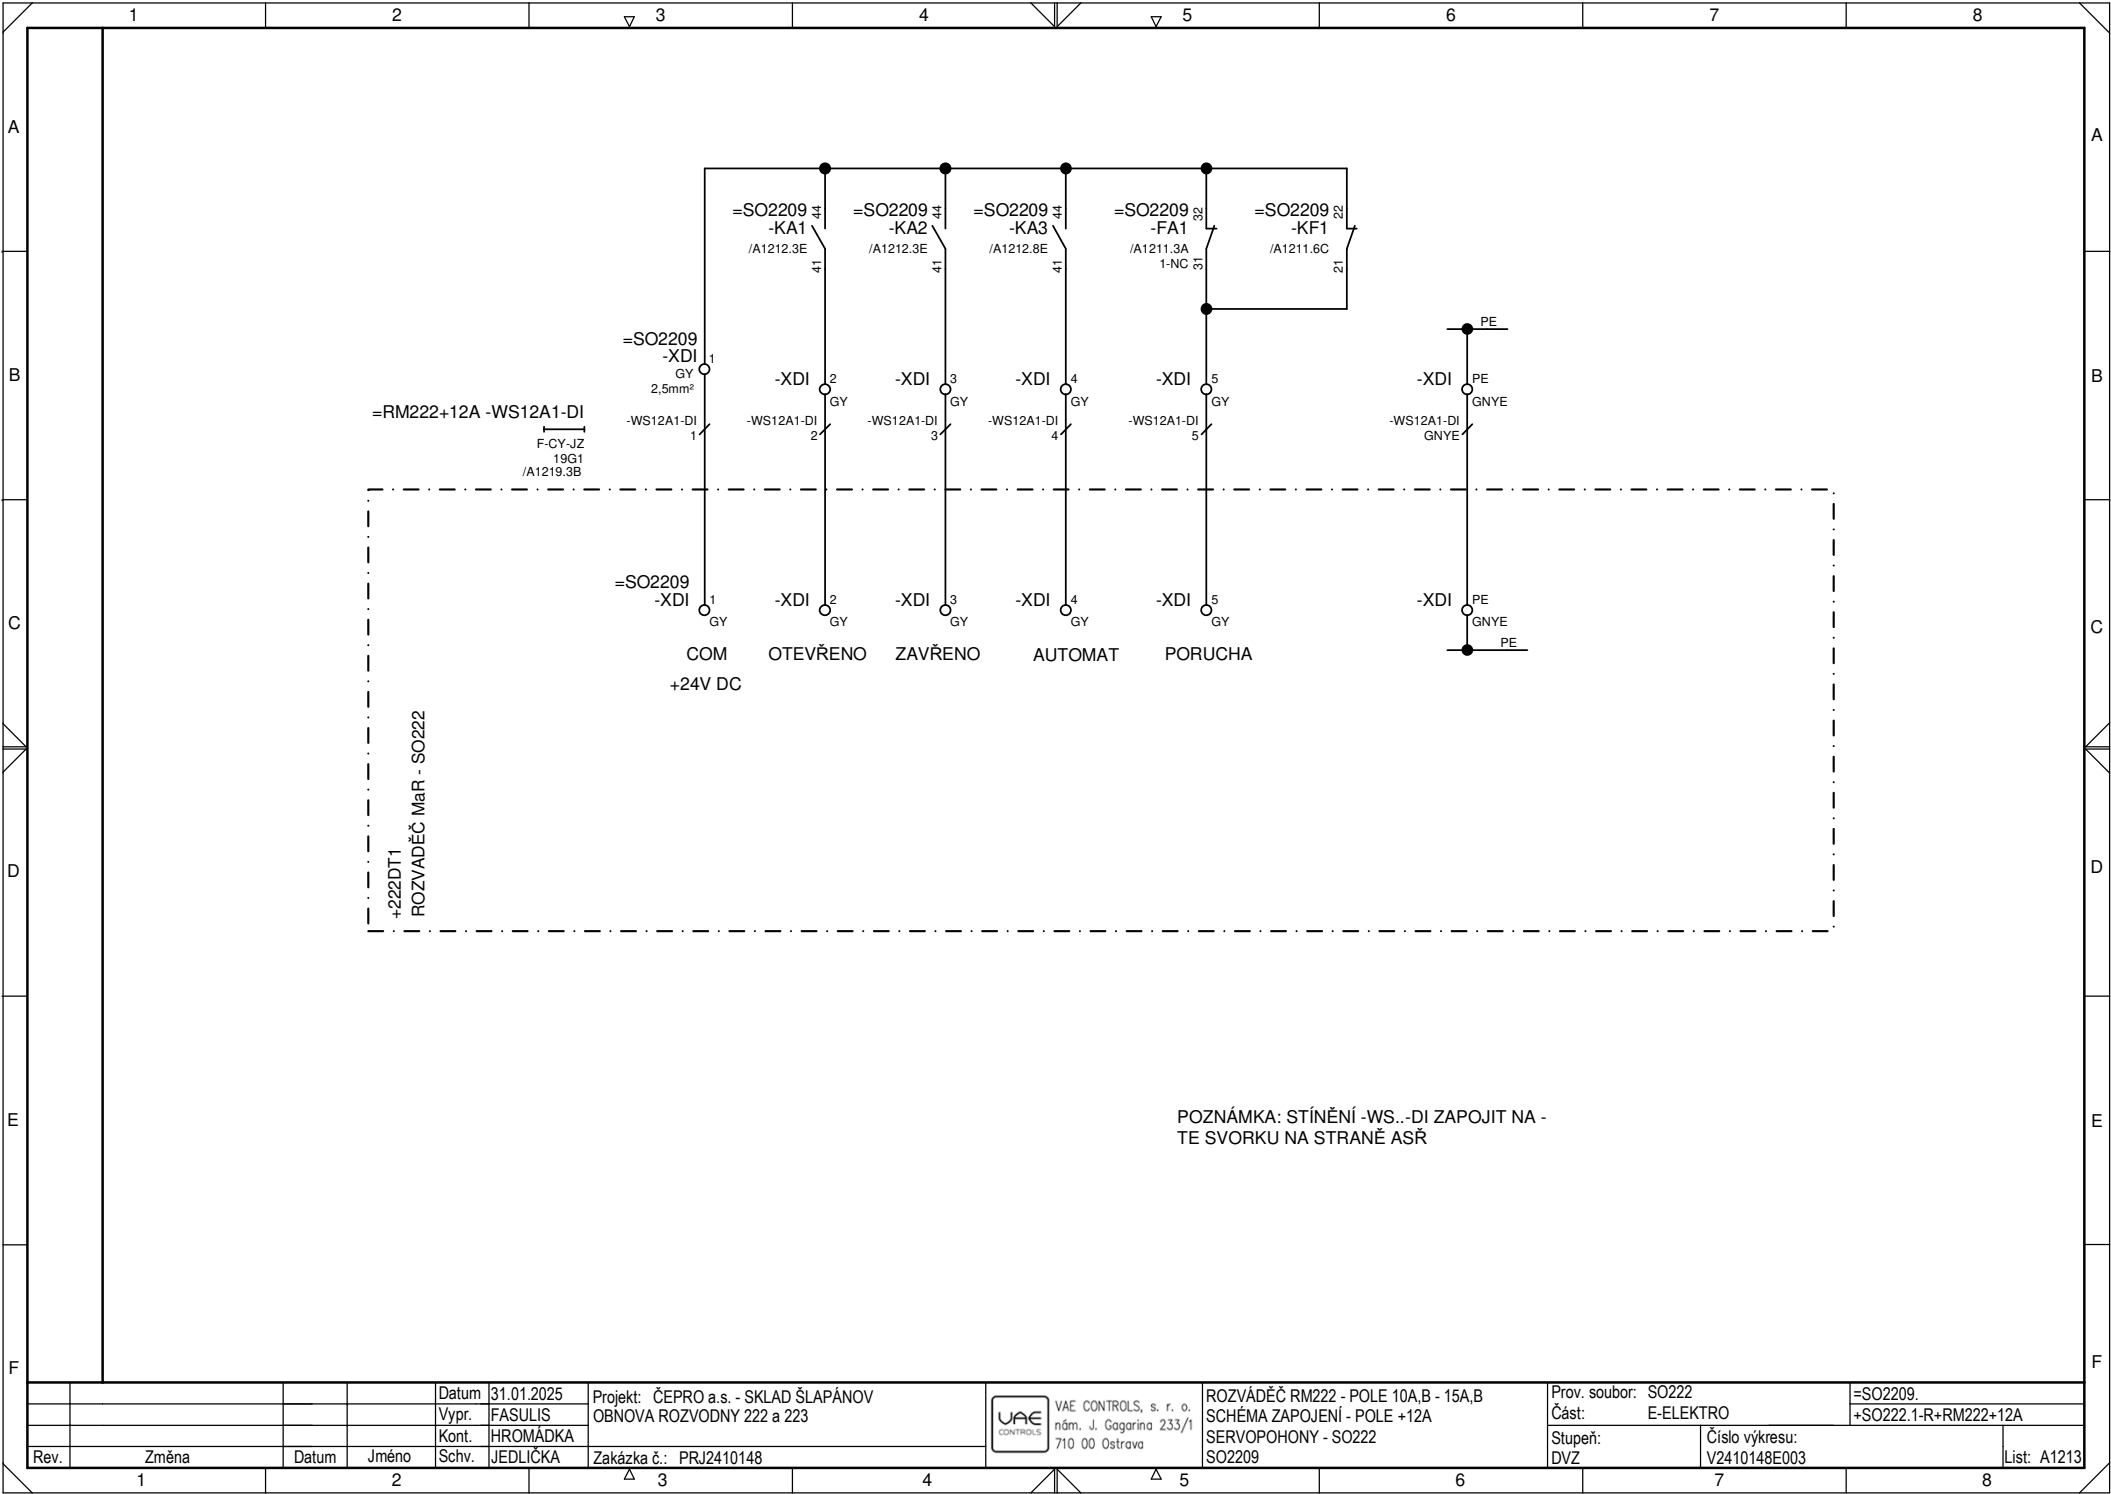 1 2 3 4 5 6 7 8
A A
=SO2209 44
-KA1
/A1212.3E
41
=SO2209 44
-KA2
/A1212.3E
41
=SO2209 44
-KA3
/A1212.8E
41
=SO2209 32
-FA1
/A1211.3A
1-NC 31
=SO2209 22
-KF1
/A1211.6C
21
B B
=SO2209
-XDI 1
GY
2,5mm²
-XDI 2
GY
-XDI 3
GY
-XDI 4
GY
-XDI 5
GY
PE
-XDI PE
GNYE
=RM222+12A -WS12A1-DI
F-CY-JZ
19G1
/A1219.3B
-WS12A1-DI
1
-WS12A1-DI
2
-WS12A1-DI
3
-WS12A1-DI
4
-WS12A1-DI
5
-WS12A1-DI
GNYE
C C
=SO2209
-XDI 1
GY
-XDI 2
GY
-XDI 3
GY
-XDI 4
GY
-XDI 5
GY
-XDI PE
GNYE
PE
COM OTEVŘENO ZAVŘENO AUTOMAT PORUCHA
+24V DC
+222DT1
ROZVADĚČ MaR - SO222
D D
E E
POZNÁMKA: STÍNĚNÍ -WS..-DI ZAPOJIT NA -
TE SVORKU NA STRANĚ ASŘ
F F
Rev. Změna Datum Jméno
Datum 31.01.2025
Vypr. FASULIS
Kont. HROMÁDKA
Schv. JEDLIČKA
Projekt: ČEPRO a.s. - SKLAD ŠLAPÁNOV
OBNOVA ROZVODNY 222 a 223
Zakázka č.: PRJ2410148
VAE
CONTROLS
VAE CONTROLS, s. r. o.
nám. J. Gagarina 233/1
710 00 Ostrava
ROZVÁDĚČ RM222 - POLE 10A,B - 15A,B
SCHÉMA ZAPOJENÍ - POLE +12A
SERVOPOHONY - SO222
SO2209
Prov. soubor: SO222
Část: E-ELEKTRO
Stupeň:
DVZ
Číslo výkresu:
V2410148E003
=SO2209.
+SO222.1-R+RM222+12A
List: A1213
1 2 3 4 5 6 7 8